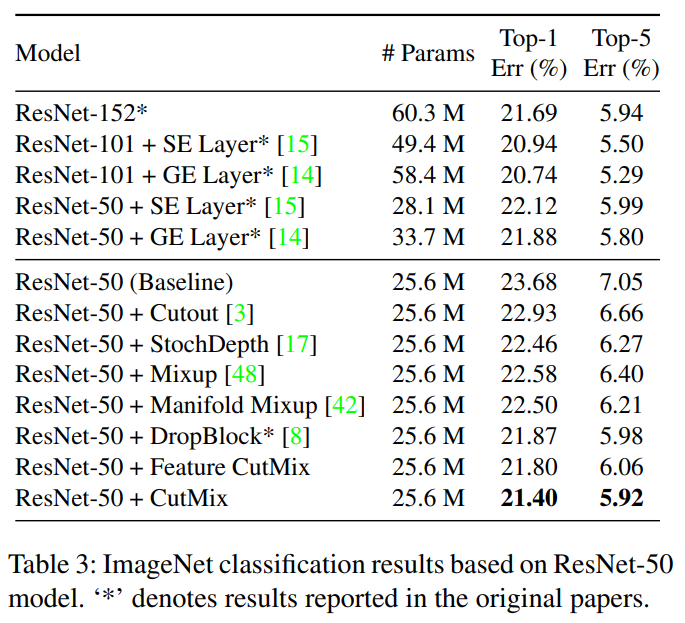 Model # Params Top-1 Err (%) Top-5 Err (%)
ResNet-152* 60.3 M 21.69 5.94
ResNet-101 + SE Layer* [15] 49.4 M 20.94 5.50
ResNet-101 + GE Layer* [14] 58.4 M 20.74 5.29
ResNet-50 + SE Layer* [15] 28.1 M 22.12 5.99
ResNet-50 + GE Layer* [14] 33.7 M 21.88 5.80
ResNet-50 (Baseline) 25.6 M 23.68 7.05
ResNet-50 + Cutout [3] 25.6 M 22.93 6.66
ResNet-50 + StochDepth [17] 25.6 M 22.46 6.27
ResNet-50 + Mixup [48] 25.6 M 22.58 6.40
ResNet-50 + Manifold Mixup [42] 25.6 M 22.50 6.21
ResNet-50 + DropBlock* [8] 25.6 M 21.87 5.98
ResNet-50 + Feature CutMix 25.6 M 21.80 6.06
ResNet-50 + CutMix 25.6 M 21.40 5.92
Table 3: ImageNet classification results based on ResNet-50
model. ‘*’ denotes results reported in the original papers.